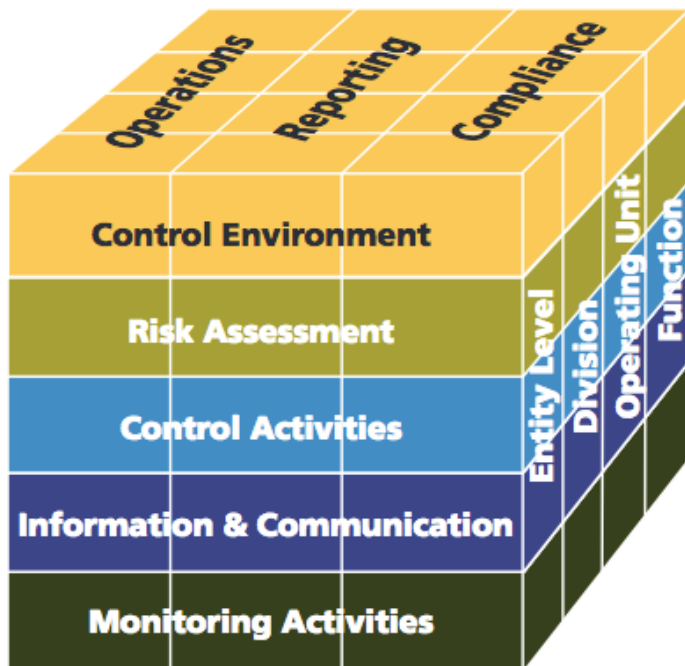 Operations
Reporting
Compliance
Control Environment
Risk Assessment
Control Activities
Information & Communication
Monitoring Activities
Entity Level
Division
Operating Unit
Function